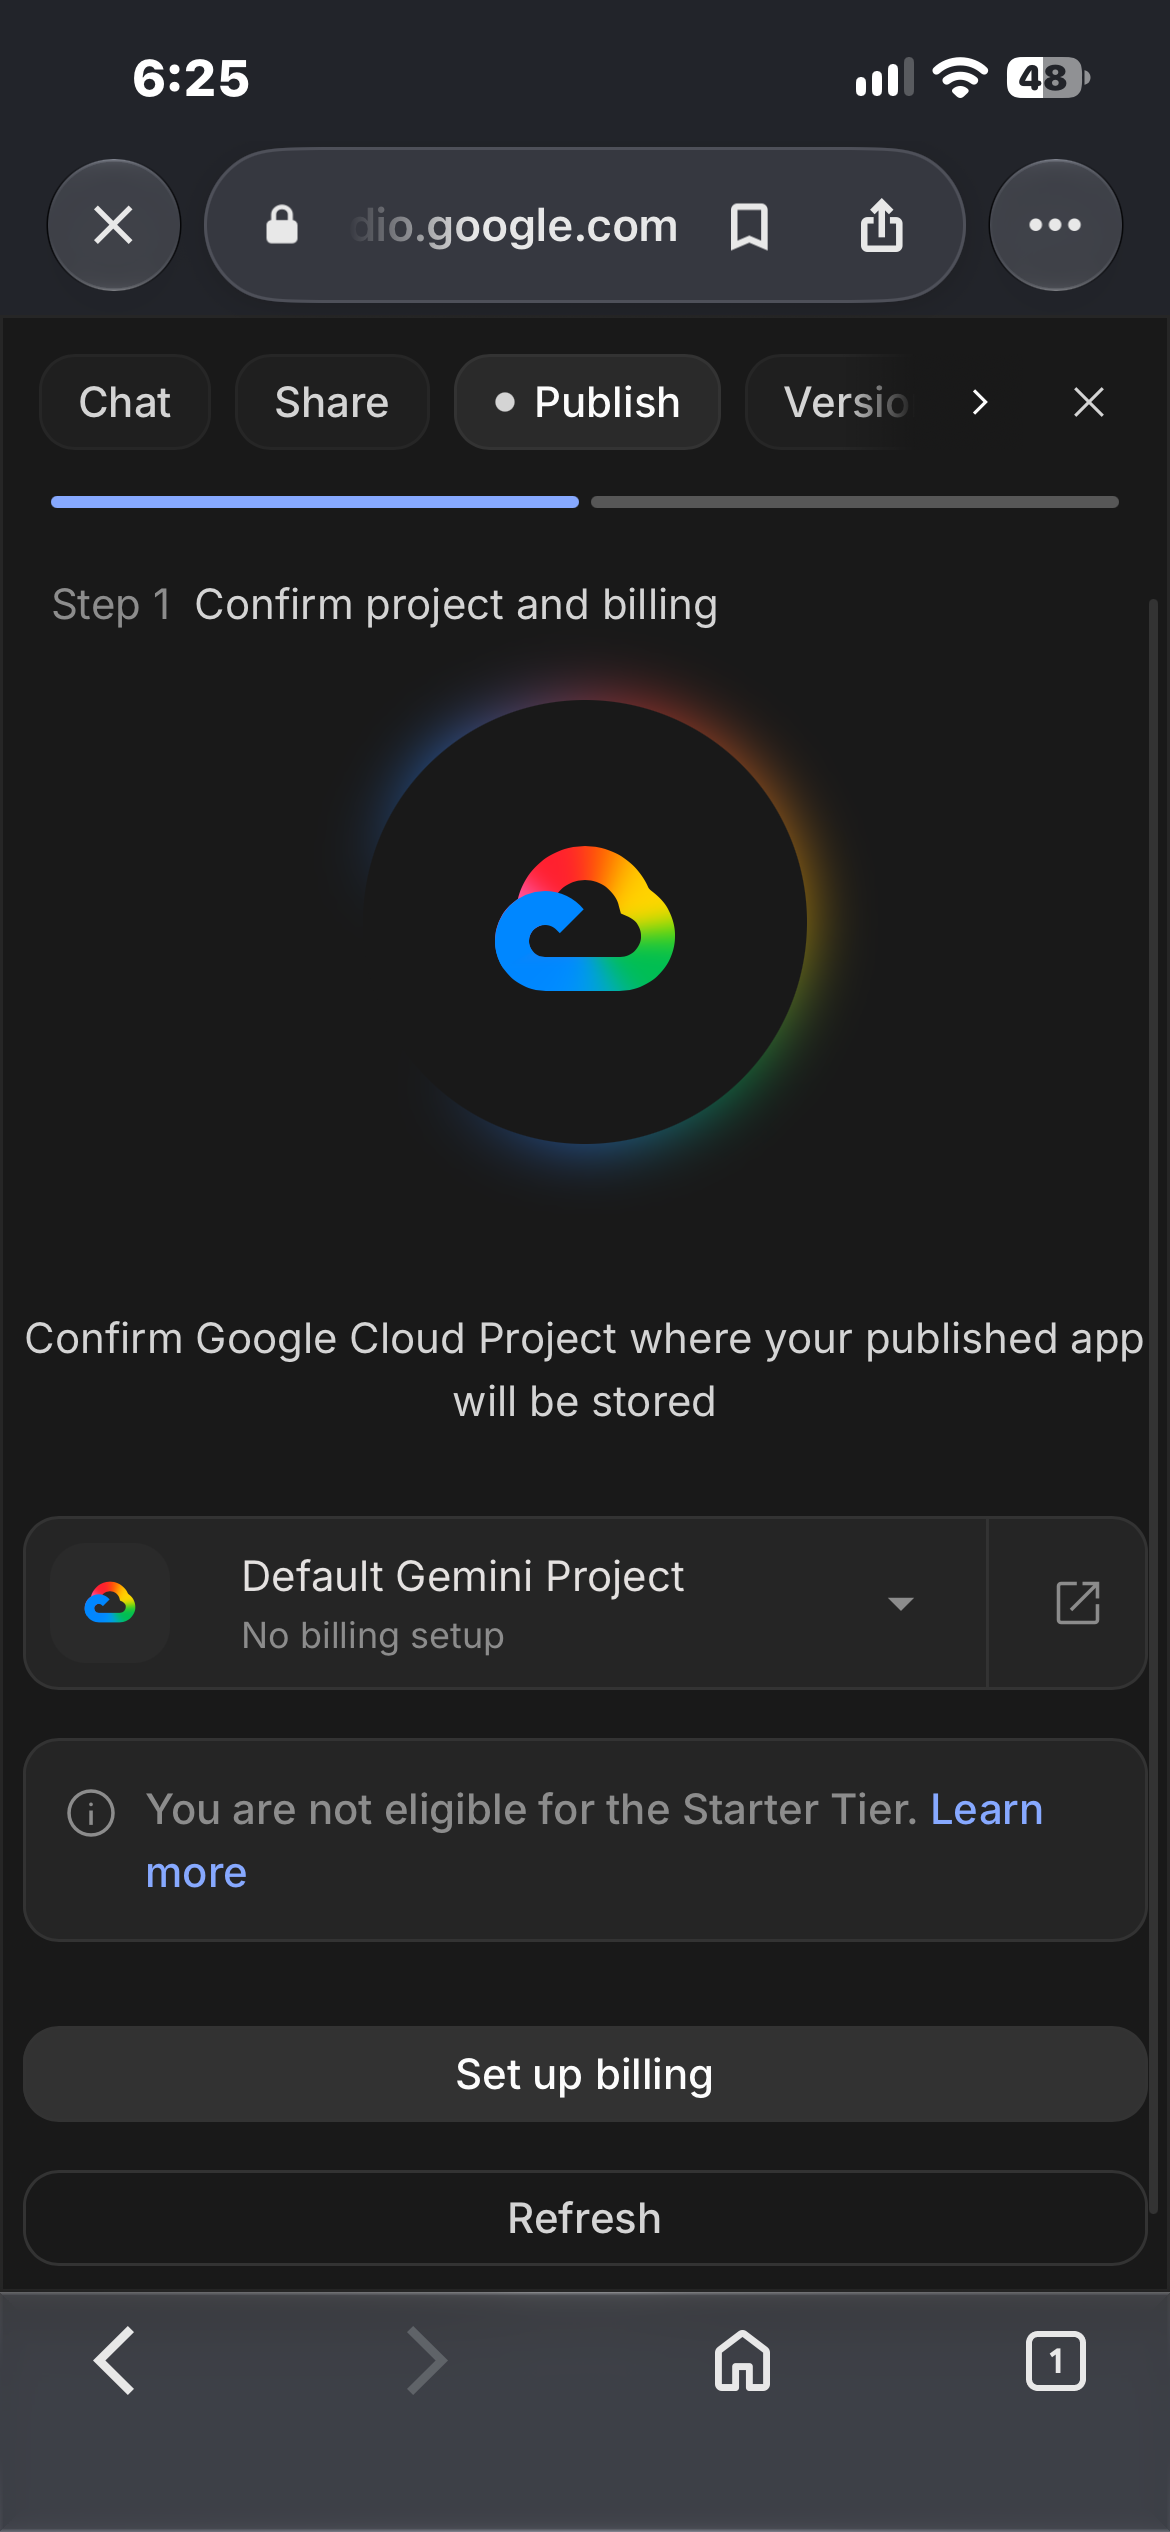 6:25
48
dio.google.com
Chat
Share
Publish
Versio
Step 1 Confirm project and billing
Confirm Google Cloud Project where your published app
will be stored
Default Gemini Project
No billing setup
You are not eligible for the Starter Tier. Learn
more
Set up billing
Refresh
1